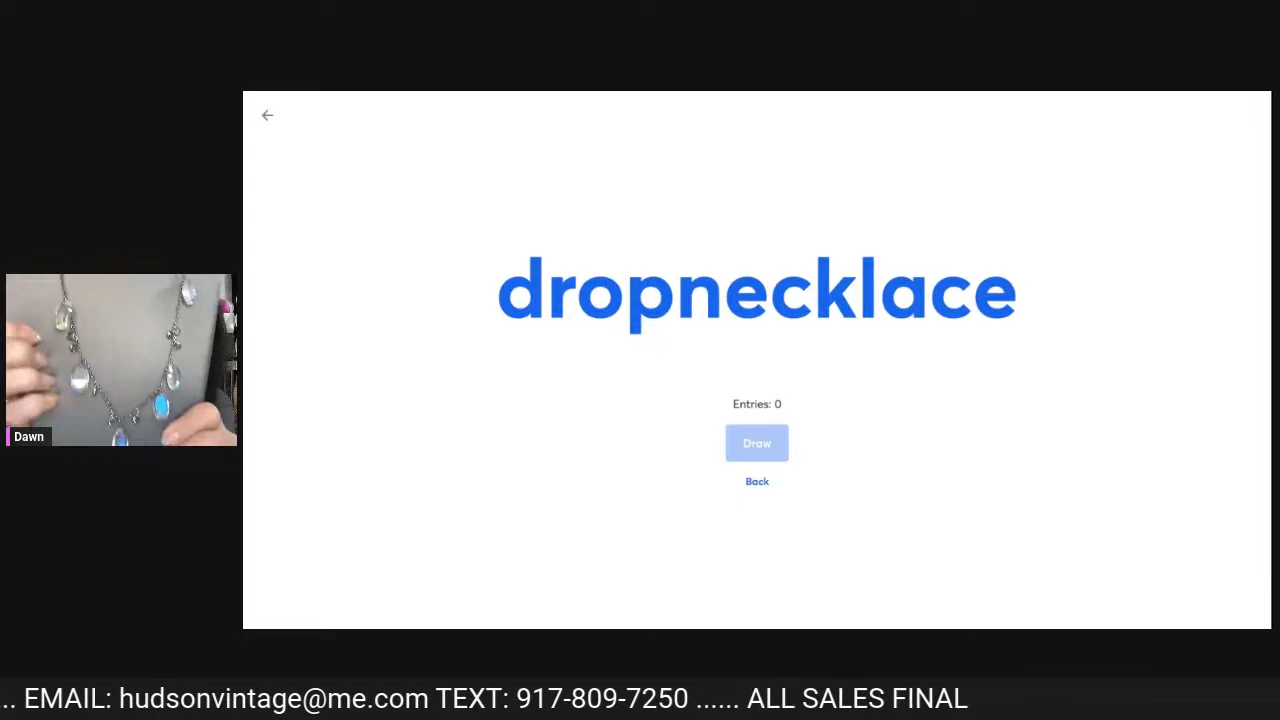 dropnecklace
Entries: 0
Draw
Back
Dawn
.. EMAIL: hudsonvintage@me.com TEXT: 917-809-7250 ...... ALL SALES FINAL